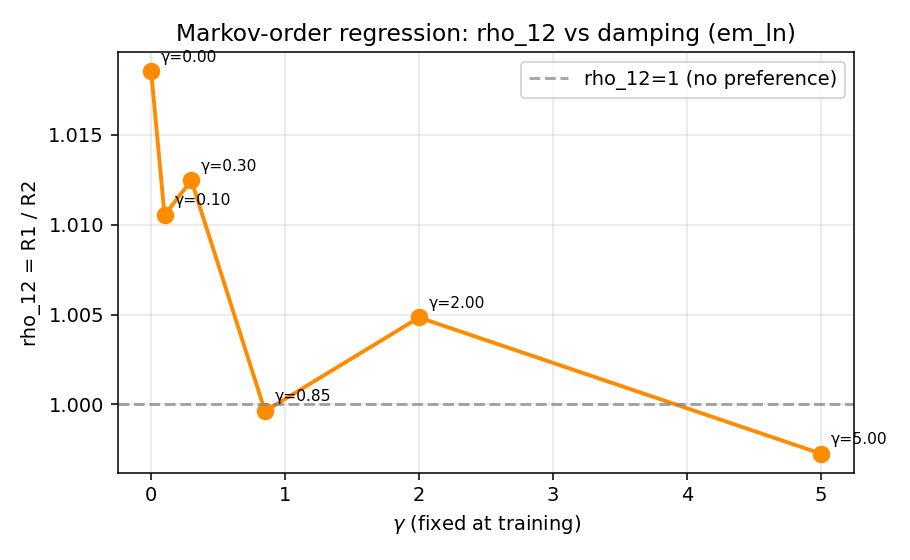 Markov-order regression: rho_12 vs damping (em_ln)
γ=0.00
rho_12=1 (no preference)
1.015
γ=0.30
γ=0.10
1.010
rho_12 = R1 / R2
1.005
γ=2.00
γ=0.85
1.000
γ=5.00
0
1
2
3
4
5
γ (fixed at training)